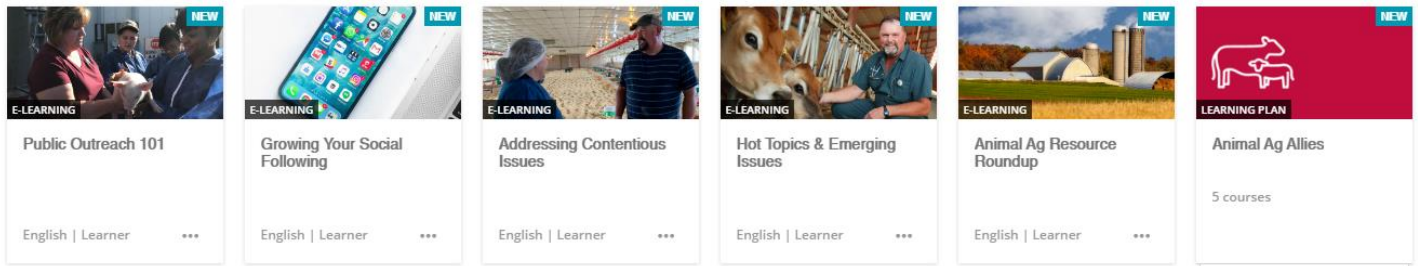 NEW
E-LEARNING
Public Outreach 101
English | Learner
NEW
E-LEARNING
Growing Your Social
Following
English | Learner
NEW
E-LEARNING
Addressing Contentious
Issues
English | Learner
NEW
E-LEARNING
Hot Topics & Emerging
Issues
English | Learner
NEW
E-LEARNING
Animal Ag Resource
Roundup
English | Learner
NEW
LEARNING PLAN
Animal Ag Allies
5 courses